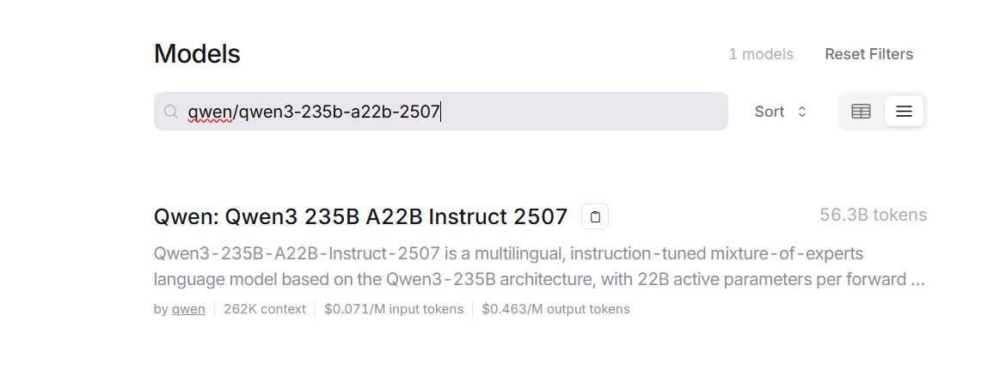 Models
1 models
Reset Filters
qwen/qwen3-235b-a22b-2507
Sort
Qwen: Qwen3 235B A22B Instruct 2507
56.3B tokens
Qwen3-235B-A22B-Instruct-2507 is a multilingual, instruction-tuned mixture-of-experts
language model based on the Qwen3-235B architecture, with 22B active parameters per forward ...
by qwen
262K context
$0.071/M input tokens
$0.463/M output tokens